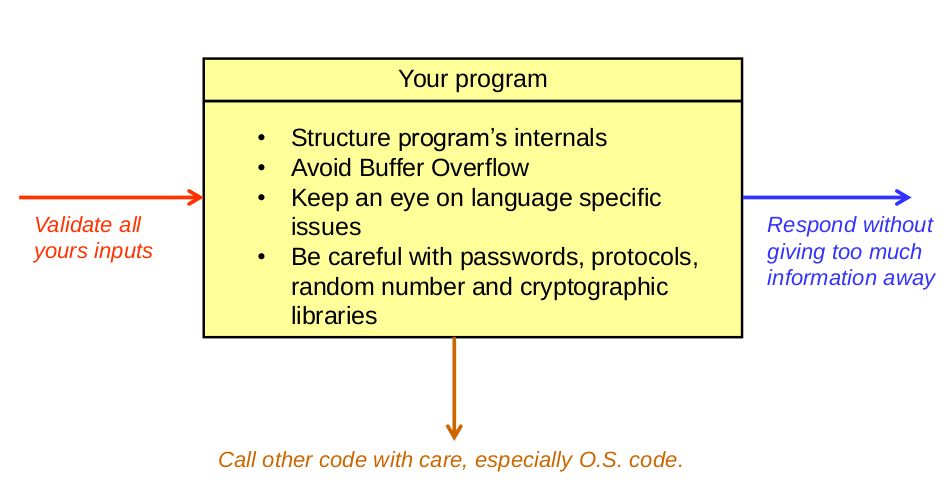 Your program
• Structure program’s internals
• Avoid Buffer Overflow
• Keep an eye on language specific
issues
• Be careful with passwords, protocols,
random number and cryptographic
libraries
Validate all
yours inputs
Respond without
giving too much
information away
Call other code with care, especially O.S. code.